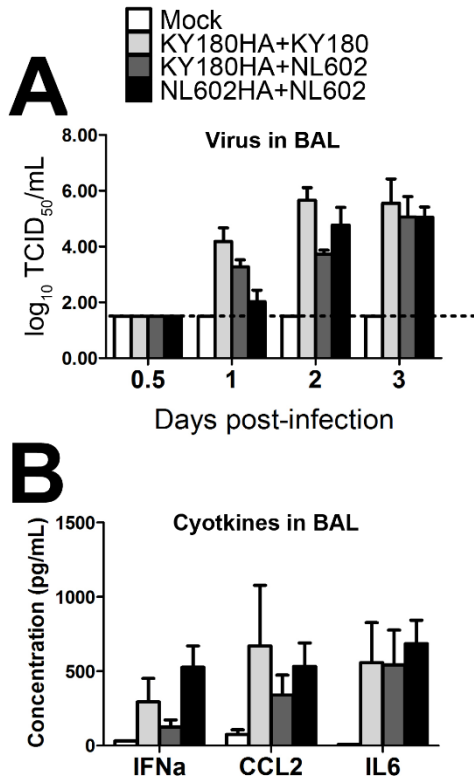 Mock
KY180HA+KY180
KY180HA+NL602
NL602HA+NL602
A
Virus in BAL
log10 TCID50/mL
8.00
6.00
4.00
2.00
0.00
0.5 1 2 3
Days post-infection
B
Cyotkines in BAL
Concentration (pg/mL)
1500
1000
500
0
IFNa CCL2 IL6